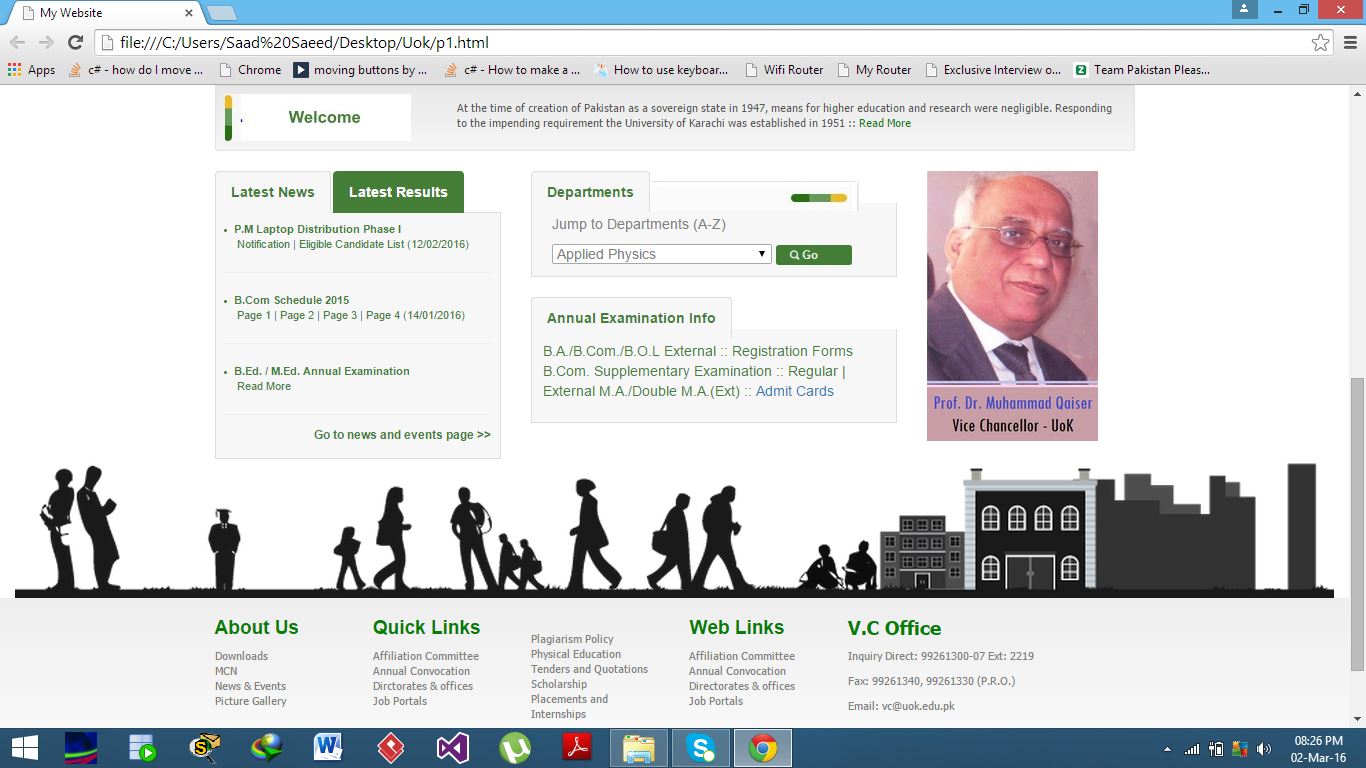 My Website
file:///C:/Users/Saad%20Saeed/Desktop/Uok/p1.html
Apps
c# - how do I move ...
Chrome
moving buttons by ...
c# - How to make a ...
How to use keyboar...
Wifi Router
My Router
Exclusive Interview o...
Team Pakistan Pleas...
Welcome
At the time of creation of Pakistan as a sovereign state in 1947, means for higher education and research were negligible. Responding
to the impending requirement the University of Karachi was established in 1951 :: Read More
Latest News
Latest Results
P.M Laptop Distribution Phase I
Notification | Eligible Candidate List (12/02/2016)
B.Com Schedule 2015
Page 1 | Page 2 | Page 3 | Page 4 (14/01/2016)
B.Ed. / M.Ed. Annual Examination
Read More
Go to news and events page >>
Departments
Jump to Departments (A-Z)
Applied Physics
Go
Annual Examination Info
B.A./B.Com./B.O.L External :: Registration Forms
B.Com. Supplementary Examination :: Regular |
External M.A./Double M.A.(Ext) :: Admit Cards
Prof. Dr. Muhammad Qaiser
Vice Chancellor - UoK
About Us
Downloads
MCN
News & Events
Picture Gallery
Quick Links
Affiliation Committee
Annual Convocation
Dirctorates & offices
Job Portals
Plagiarism Policy
Physical Education
Tenders and Quotations
Scholarship
Placements and
Internships
Web Links
Affiliation Committee
Annual Convocation
Directorates & offices
Job Portals
V.C Office
Inquiry Direct: 99261300-07 Ext: 2219
Fax: 99261340, 99261330 (P.R.O.)
Email: vc@uok.edu.pk
08:26 PM
02-Mar-16